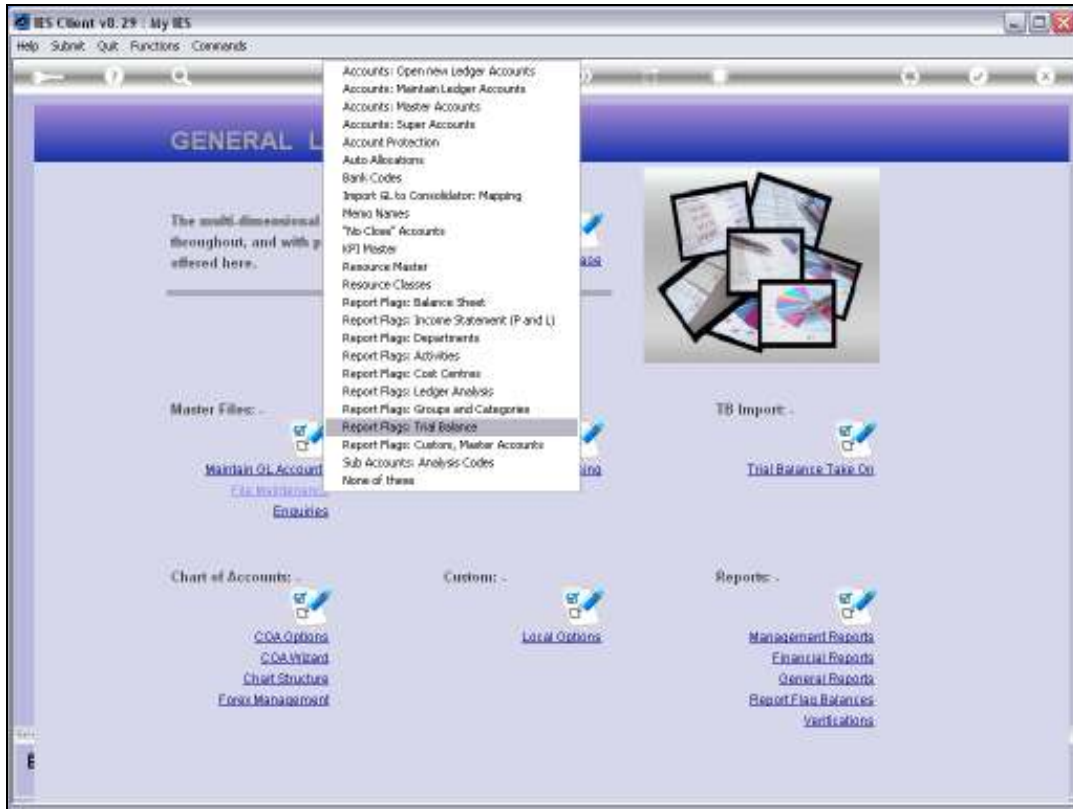 IES Client v8.29 : My IES
Help Submit Quit Functions Commands
GENERAL L
Accounts: Open new Ledger Accounts
Accounts: Maintain Ledger Accounts
Accounts: Master Accounts
Accounts: Super Accounts
Account Protection
Auto Allocations
Bank Codes
Import GL to Consolidator: Mapping
Memo Names
"No Close" Accounts
KPI Master
Resource Master
Resource Classes
Report Flags: Balance Sheet
Report Flags: Income Statement (P and L)
Report Flags: Departments
Report Flags: Activities
Report Flags: Cost Centres
Report Flags: Ledger Analysis
Report Flags: Groups and Categories
Report Flags: Trial Balance
Report Flags: Custom, Master Accounts
Sub Accounts: Analysis Codes
None of these
The multi-dimensional
throughout, and with p
offered here.
Master Files: -
Maintain GL Account
File Maintenance
Enquiries
ing
TB Import: -
Trial Balance Take On
Chart of Accounts: -
COA Options
COA Wizard
Chart Structure
Forex Management
Custom: -
Local Options
Reports: -
Management Reports
Financial Reports
General Reports
Report Flag Balances
Verifications